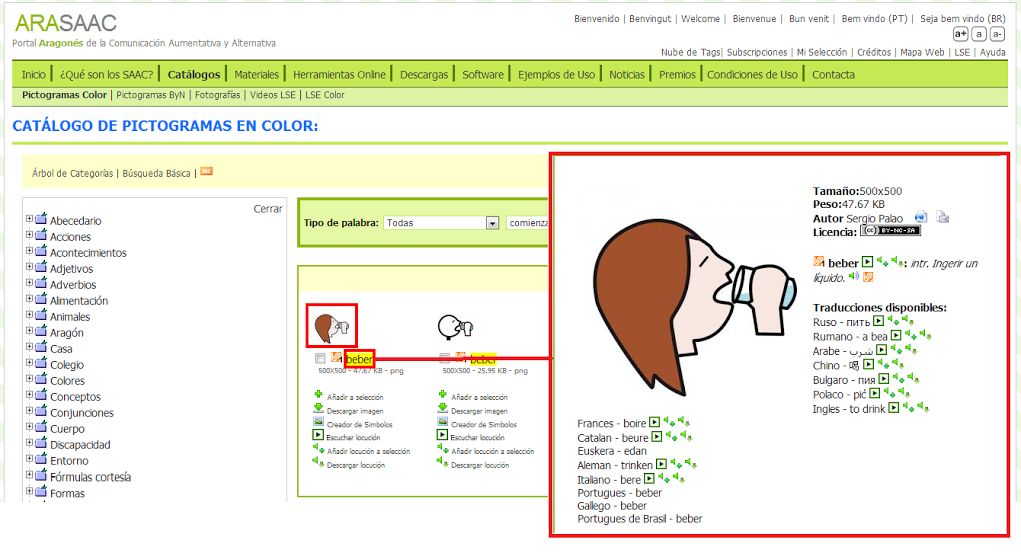 ARASAAC
Portal Aragonés de la Comunicación Aumentativa y Alternativa
Bienvenido | Benvingut | Welcome | Bienvenue | Bun venit | Bem vindo (PT) | Seja bem vindo (BR)
a+ a a-
Nube de Tags| Subscripciones | Mi Selección | Créditos | Mapa Web | LSE | Ayuda
Inicio | ¿Qué son los SAAC? | Catálogos | Materiales | Herramientas Online | Descargas | Software | Ejemplos de Uso | Noticias | Premios | Condiciones de Uso | Contacta
Pictogramas Color | Pictogramas ByN | Fotografías | Videos LSE | LSE Color
CATÁLOGO DE PICTOGRAMAS EN COLOR:
Árbol de Categorías | Búsqueda Básica |
Cerrar
Abecedario
Acciones
Acontecimientos
Adjetivos
Adverbios
Alimentación
Animales
Aragón
Casa
Colegio
Colores
Conceptos
Conjunciones
Cuerpo
Discapacidad
Entorno
Fórmulas cortesía
Formas
Tipo de palabra: Todas comienza
beber
500X500 - 47.67 KB - png
Añadir a selección
Descargar imagen
Creador de Simbolos
Escuchar locución
Añadir locución a selección
Descargar locución
beber
500X500 - 25.95 KB - png
Añadir a selección
Descargar imagen
Creador de Simbolos
Escuchar locución
Añadir locución a selección
Descargar locución
Tamaño:500x500
Peso:47.67 KB
Autor Sergio Palao
Licencia: (cc) BY-NC-SA
beber : intr. Ingerir un
líquido.
Traducciones disponibles:
Ruso - пить
Rumano - a bea
Arabe - شرب
Chino - 喝
Bulgaro - пия
Polaco - pić
Ingles - to drink
Frances - boire
Catalan - beure
Euskera - edan
Aleman - trinken
Italiano - bere
Portugues - beber
Gallego - beber
Portugues de Brasil - beber